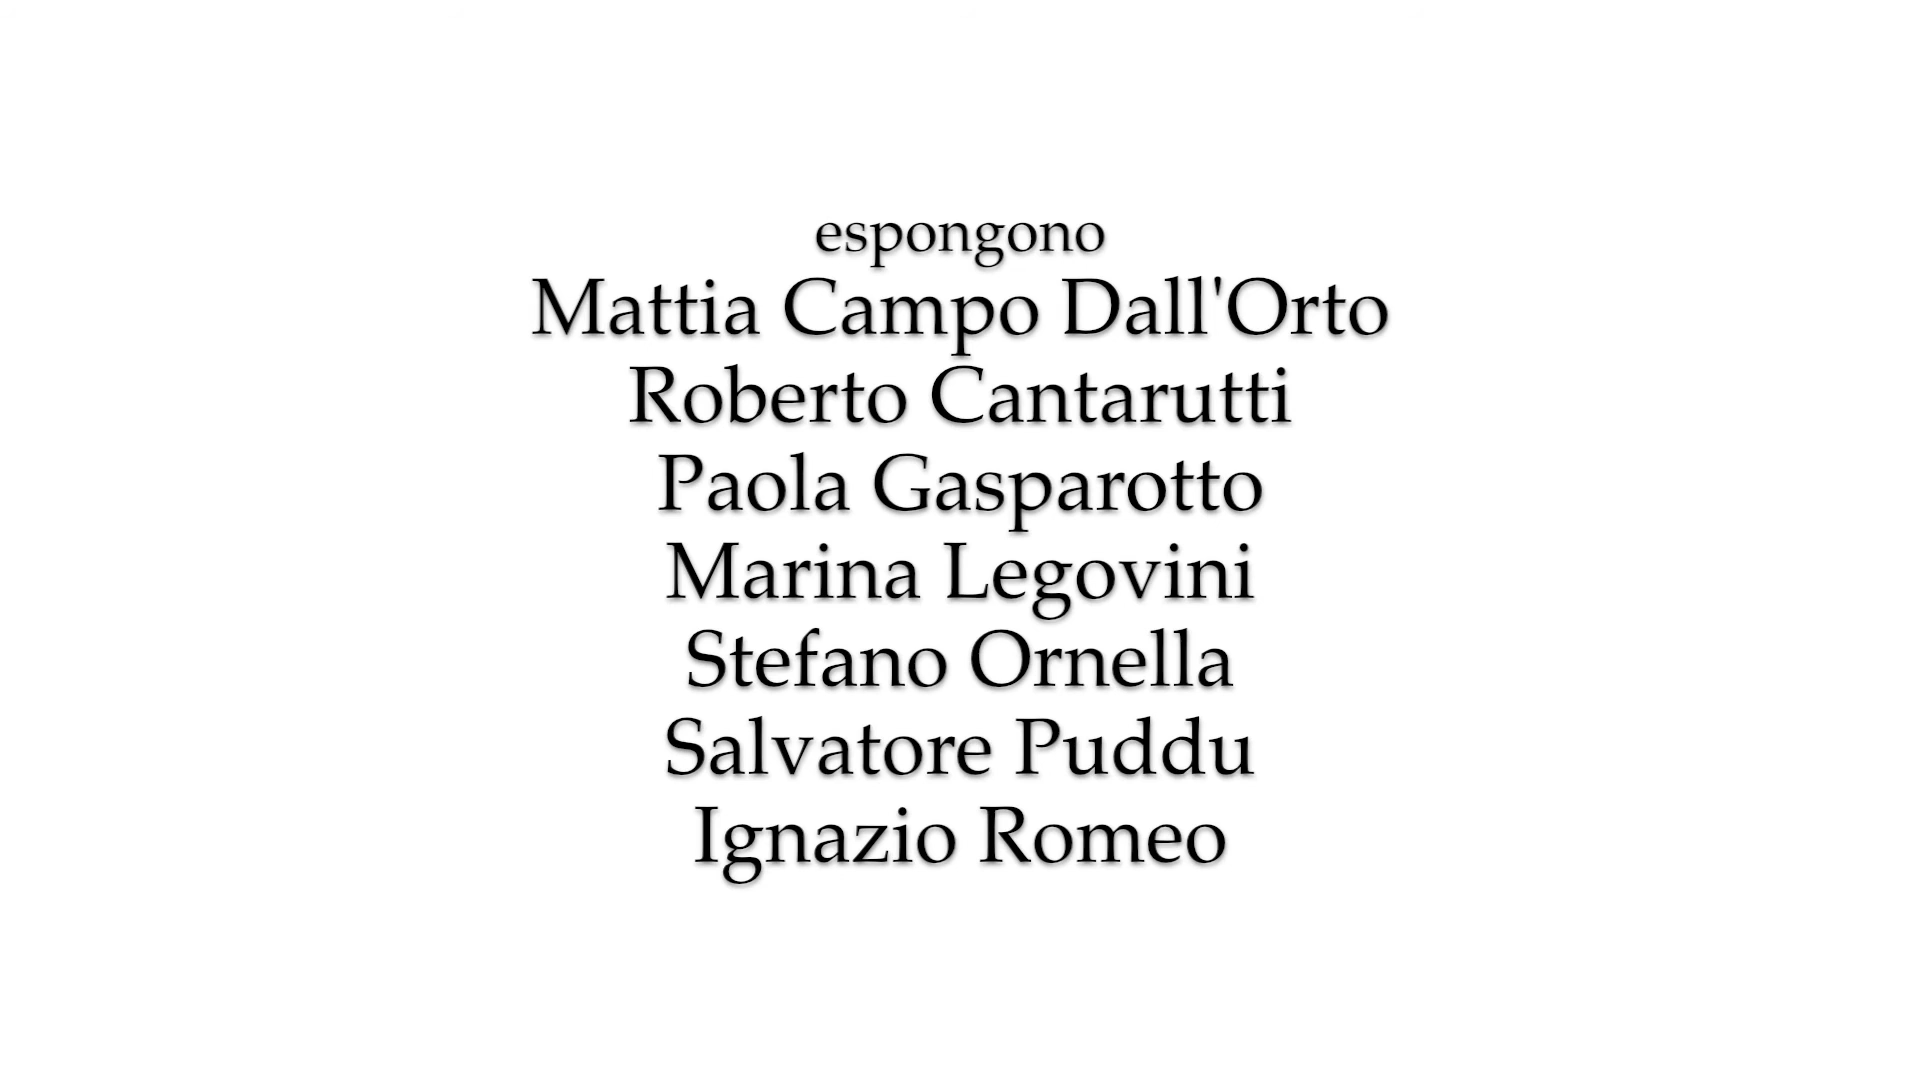 espongono
Mattia Campo Dall'Orto
Roberto Cantarutti
Paola Gasparotto
Marina Legovini
Stefano Ornella
Salvatore Puddu
Ignazio Romeo